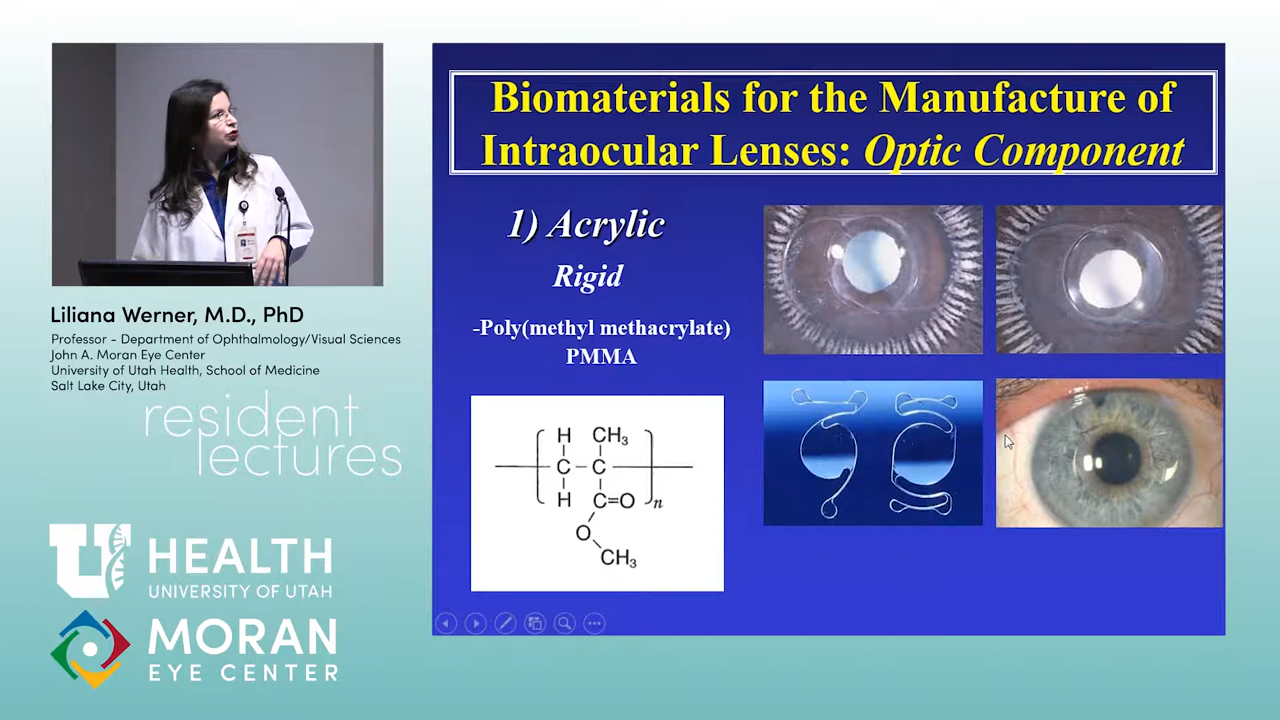 Biomaterials for the Manufacture of
Intraocular Lenses: Optic Component
1) Acrylic
Rigid
-Poly(methyl methacrylate)
PMMA
H CH₃
C C
H C=O
n
O
CH₃
Liliana Werner, M.D., PhD
Professor - Department of Ophthalmology/Visual Sciences
John A. Moran Eye Center
University of Utah Health, School of Medicine
Salt Lake City, Utah
resident
lectures
U HEALTH
UNIVERSITY OF UTAH
MORAN
EYE CENTER